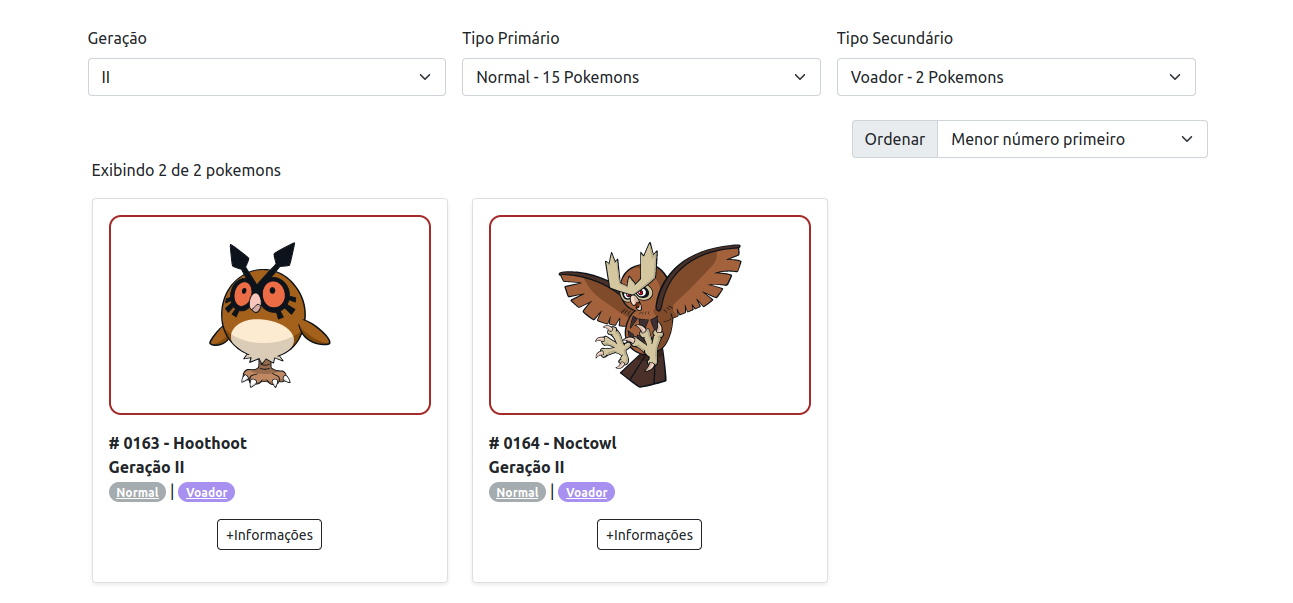 Geração
Tipo Primário
Tipo Secundário
II
Normal - 15 Pokemons
Voador - 2 Pokemons
Ordenar
Menor número primeiro
Exibindo 2 de 2 pokemons
# 0163 - Hoothoot
Geração II
Normal | Voador
+Informações
# 0164 - Noctowl
Geração II
Normal | Voador
+Informações